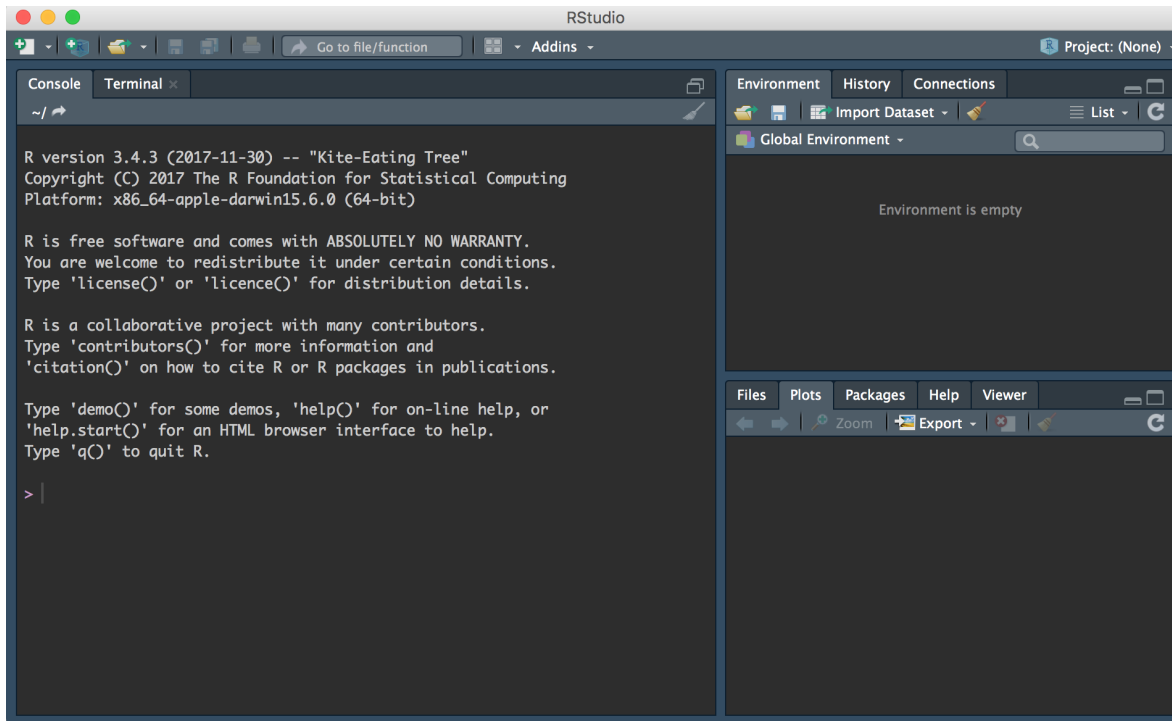 RStudio
Go to file/function
Addins
Project: (None)
Console Terminal
~/
R version 3.4.3 (2017-11-30) -- "Kite-Eating Tree"
Copyright (C) 2017 The R Foundation for Statistical Computing
Platform: x86_64-apple-darwin15.6.0 (64-bit)
R is free software and comes with ABSOLUTELY NO WARRANTY.
You are welcome to redistribute it under certain conditions.
Type 'license()' or 'licence()' for distribution details.
R is a collaborative project with many contributors.
Type 'contributors()' for more information and
'citation()' on how to cite R or R packages in publications.
Type 'demo()' for some demos, 'help()' for on-line help, or
'help.start()' for an HTML browser interface to help.
Type 'q()' to quit R.
>
Environment History Connections
Import Dataset List
Global Environment
Environment is empty
Files Plots Packages Help Viewer
Zoom Export